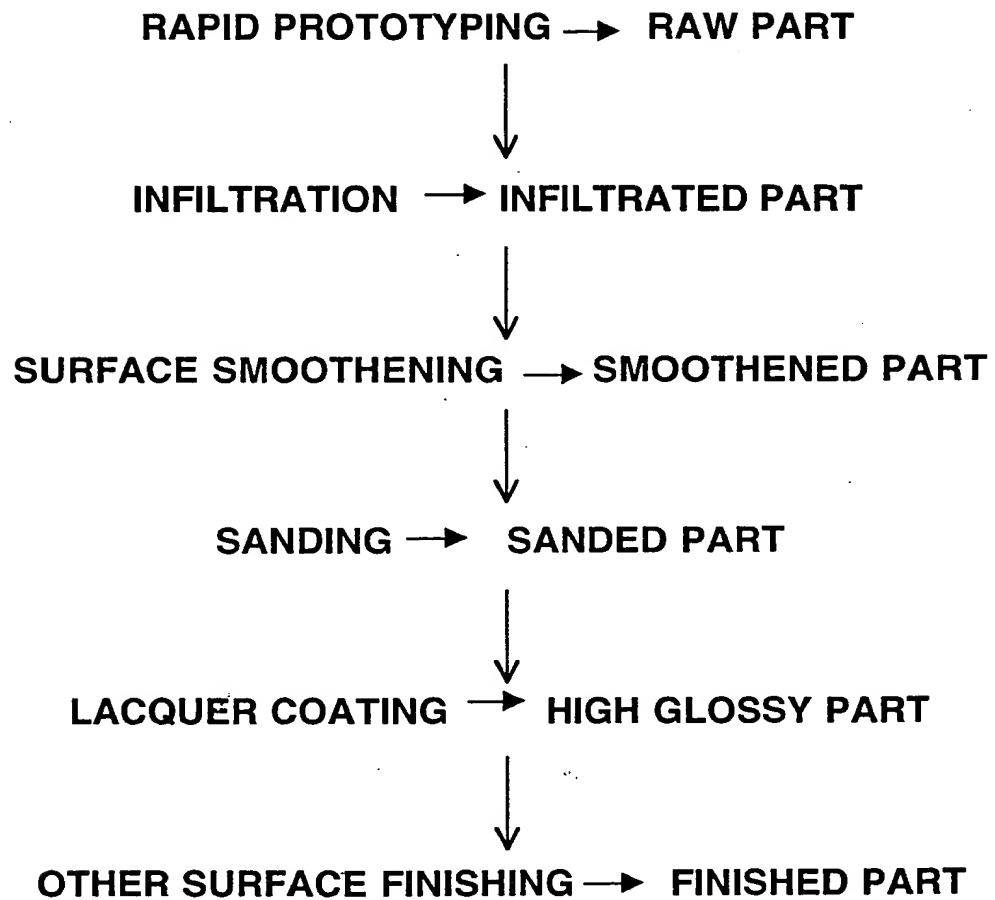 RAPID PROTOTYPING → RAW PART
INFILTRATION → INFILTRATED PART
SURFACE SMOOTHENING → SMOOTHENED PART
SANDING → SANDED PART
LACQUER COATING → HIGH GLOSSY PART
OTHER SURFACE FINISHING → FINISHED PART